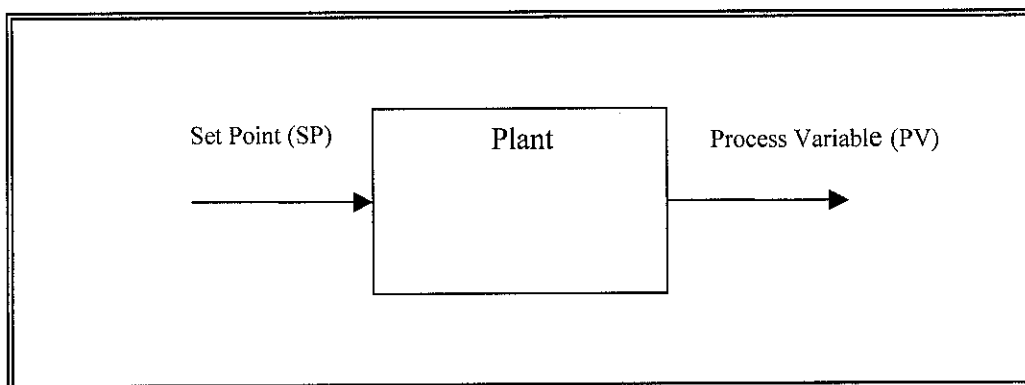 Set Point (SP)
Plant
Process Variable (PV)